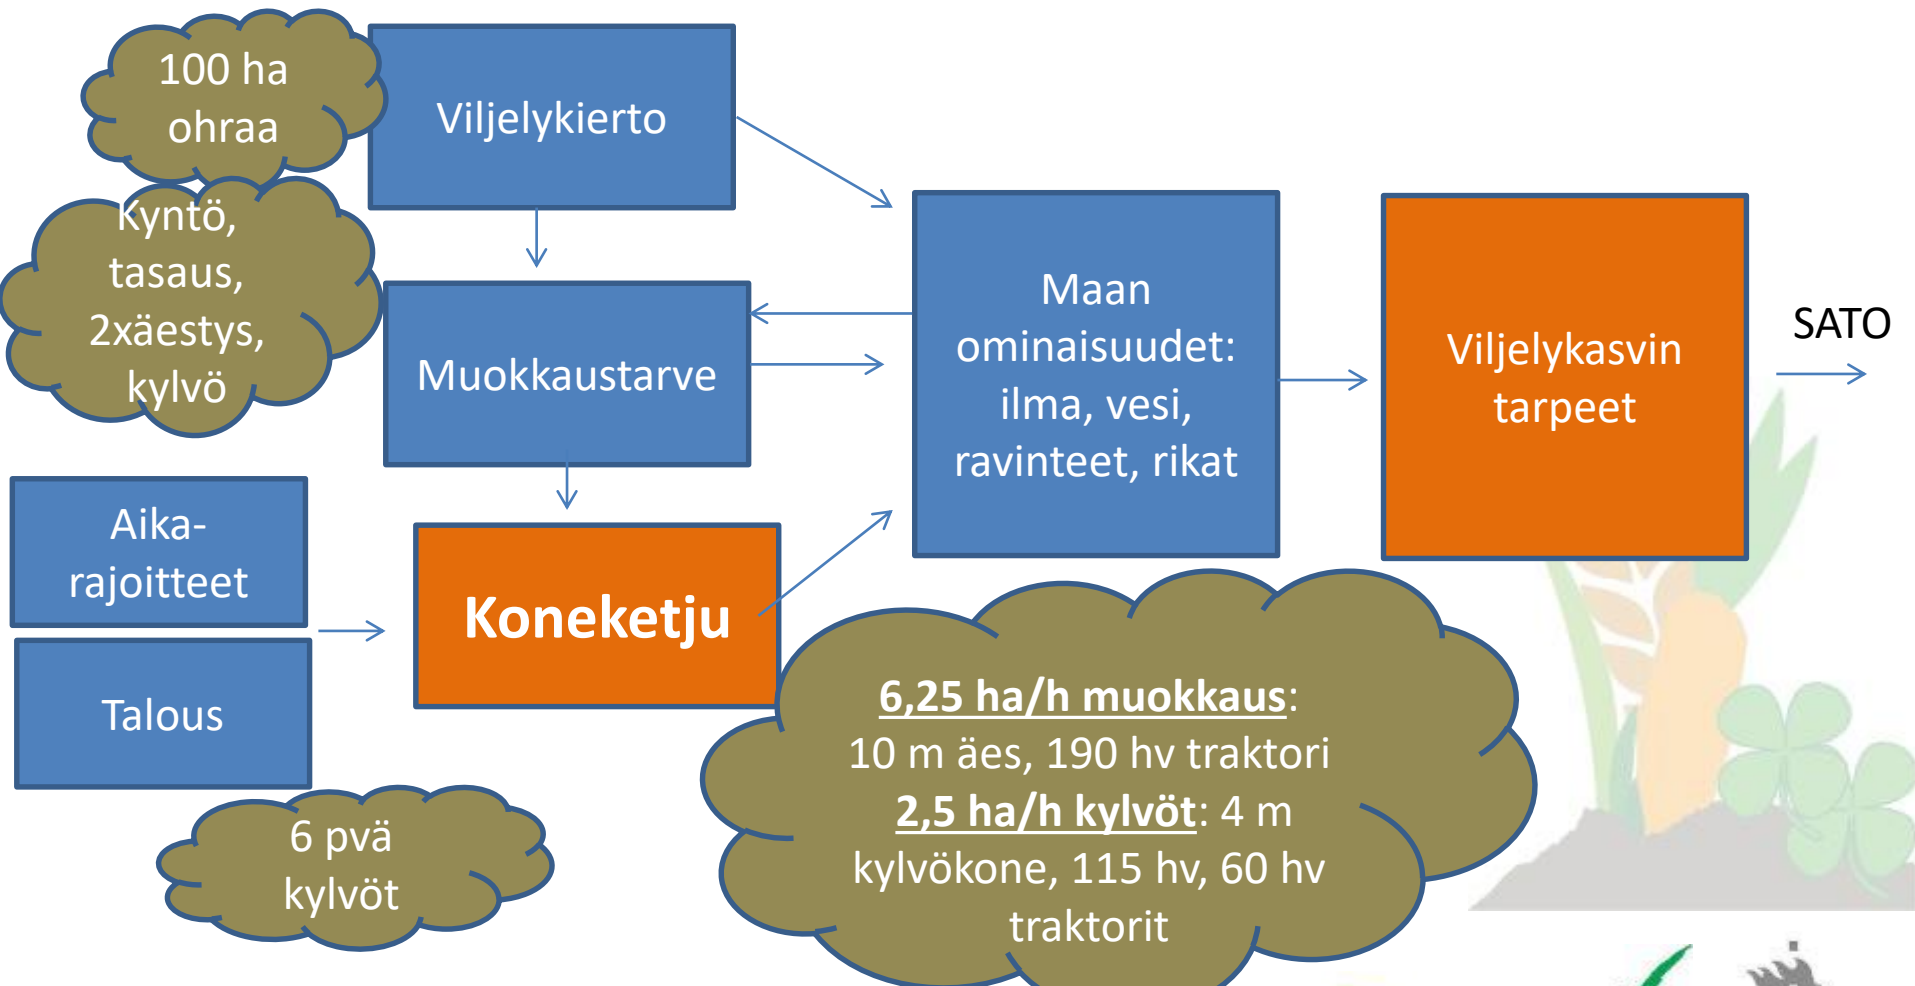 100 ha
ohraa
Viljelykierto
Kyntö,
tasaus,
2xäestys,
kylvö
Muokkaustarve
Maan
ominaisuudet:
ilma, vesi,
ravinteet, rikat
Viljelykasvin
tarpeet
SATO
Aika-
rajoitteet
Talous
Koneketju
6 pvä
kylvöt
6,25 ha/h muokkaus:
10 m äes, 190 hv traktori
2,5 ha/h kylvöt: 4 m
kylvökone, 115 hv, 60 hv
traktorit